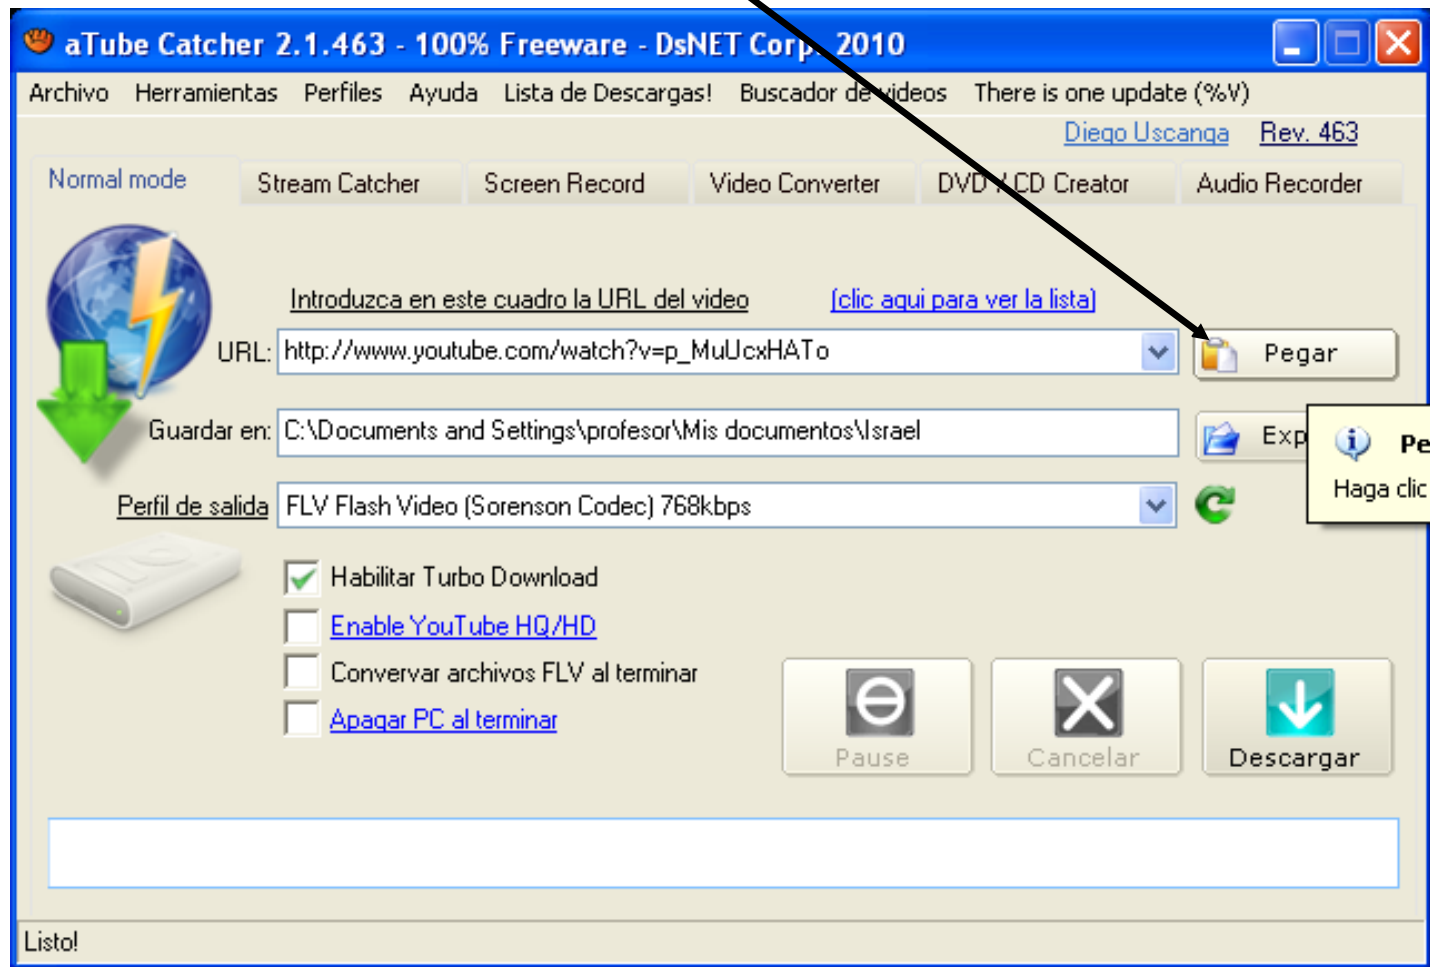 aTube Catcher 2.1.463 - 100% Freeware - DsNET Corp. 2010
Archivo Herramientas Perfiles Ayuda Lista de Descargas! Buscador de videos There is one update (%V)
Diego Uscanga Rev. 463
Normal mode Stream Catcher Screen Record Video Converter DVD Y CD Creator Audio Recorder
Introduzca en este cuadro la URL del video (clic aqui para ver la lista)
URL: http://www.youtube.com/watch?v=p_MuUcxHATo Pegar
Guardar en: C:\Documents and Settings\profesor\Mis documentos\Israel Exp
Pe
Haga clic
Perfil de salida FLV Flash Video (Sorenson Codec) 768kbps
Habilitar Turbo Download
Enable YouTube HQ/HD
Convervar archivos FLV al terminar
Apagar PC al terminar
Pause Cancelar Descargar
Listo!